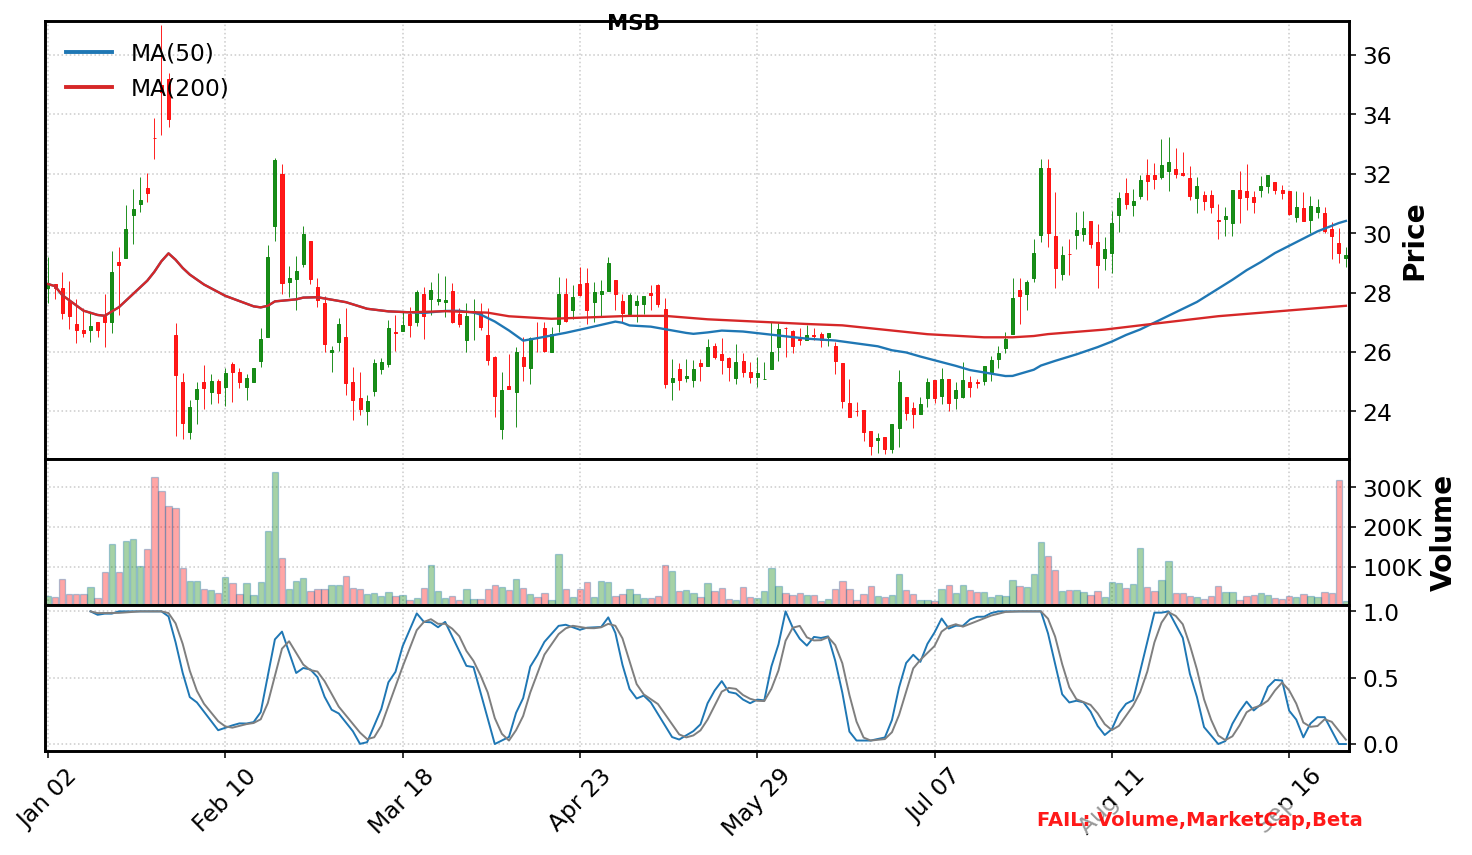 MSB
MA(50)
MA(200)
36
34
32
30
28
26
24
Price
300K
200K
100K
Volume
1.0
0.5
0.0
Jan 02
Feb 10
Mar 18
Apr 23
May 29
Jul 07
Aug 11
Sep 16
FAIL: Volume,MarketCap,Beta